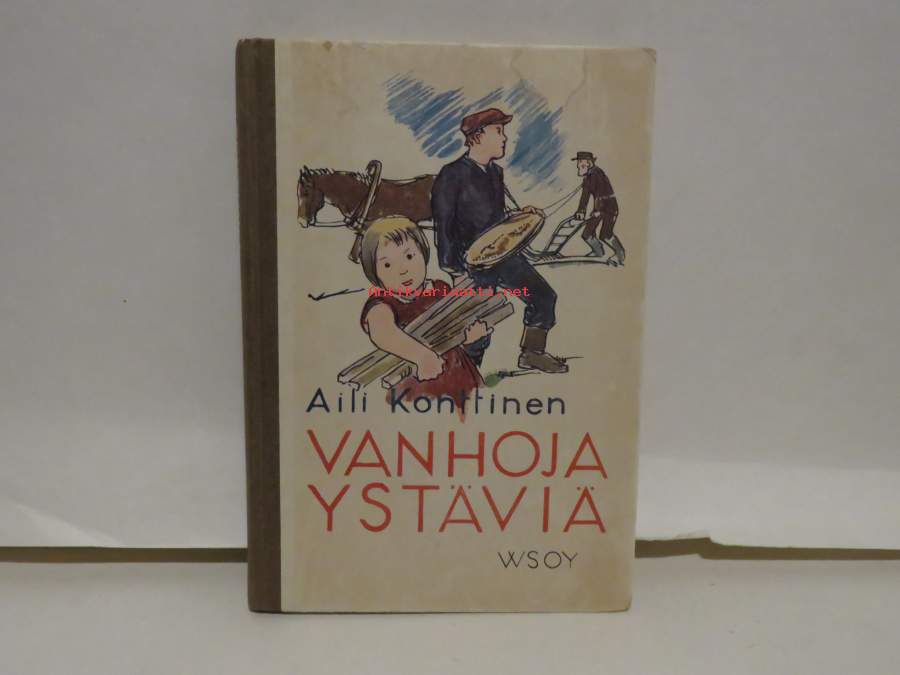 Antikvariaatti.net
Aili Konttinen
VANHOJA
YSTÄVIÄ
WSOY